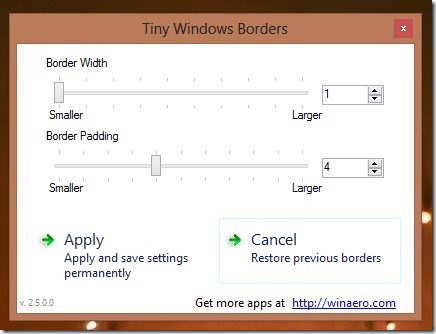 Tiny Windows Borders
x
Border Width
1
Smaller Larger
Border Padding
4
Smaller Larger
Apply
Apply and save settings
permanently
Cancel
Restore previous borders
v. 2.5.0.0
Get more apps at http://winaero.com